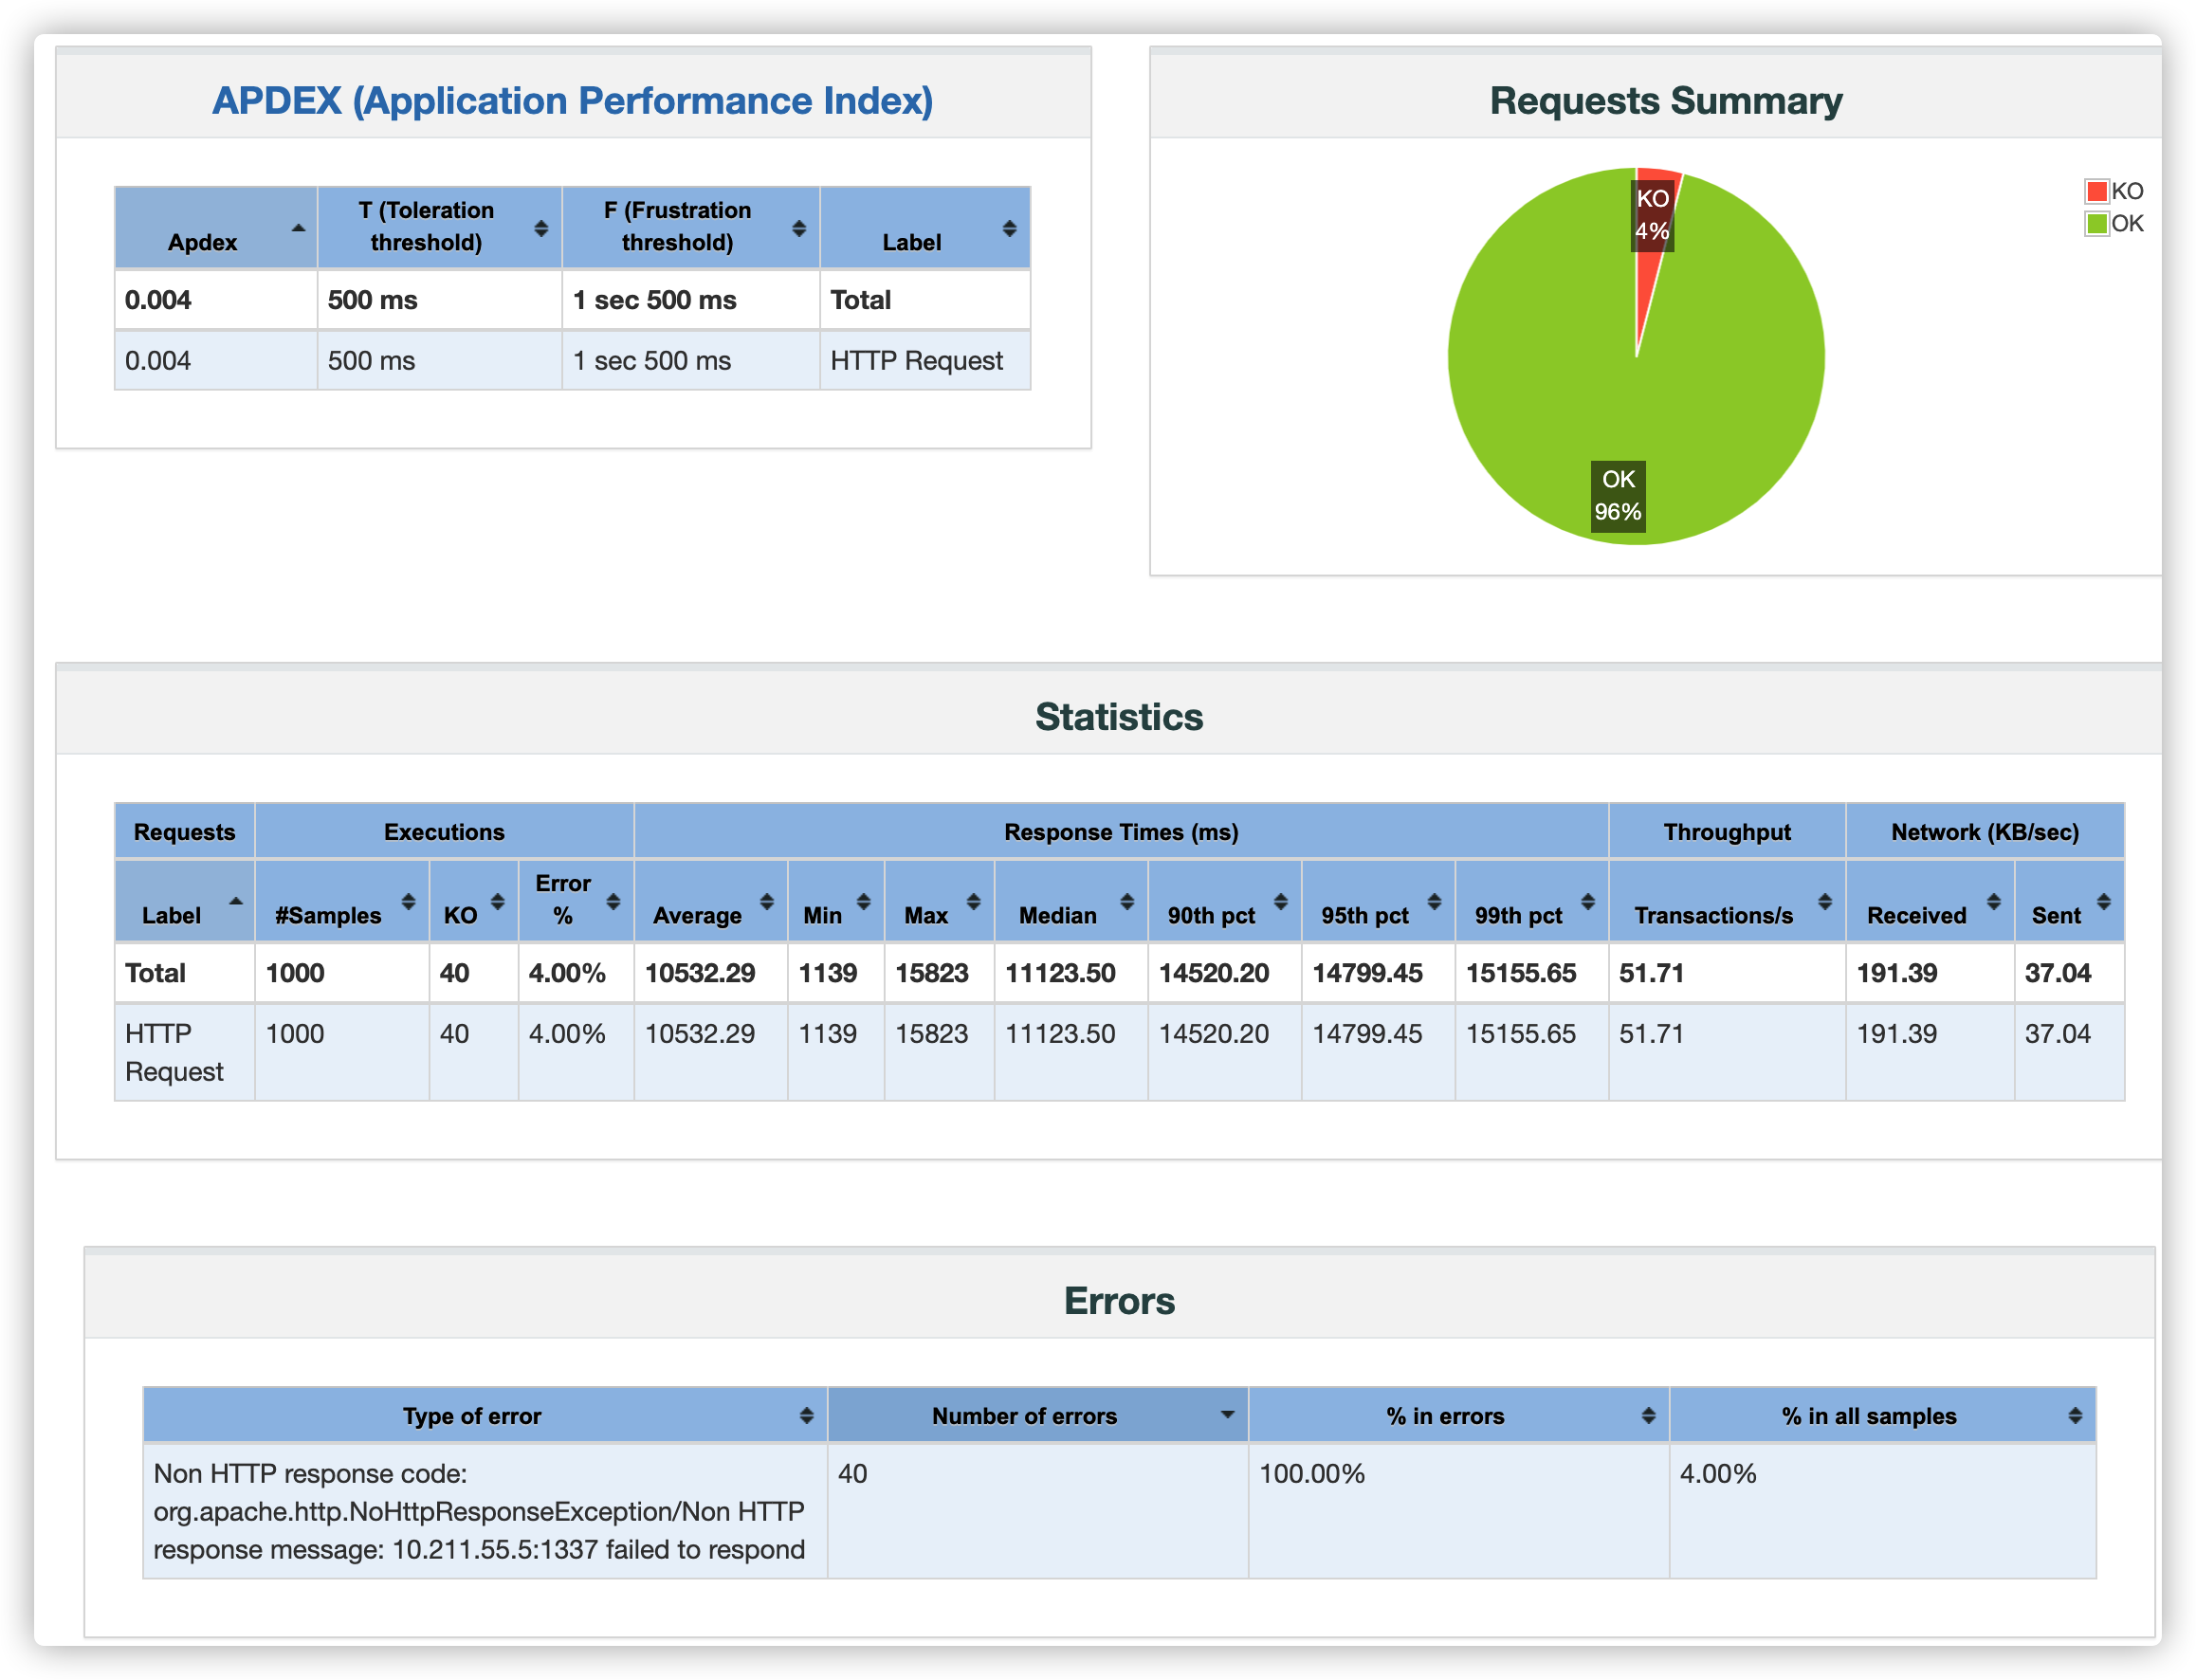 APDEX (Application Performance Index)
Apdex T (Toleration threshold) F (Frustration threshold) Label
0.004 500 ms 1 sec 500 ms Total
0.004 500 ms 1 sec 500 ms HTTP Request
Requests Summary
KO
4%
OK
96%
KO
OK
Statistics
Requests Executions Response Times (ms) Throughput Network (KB/sec)
Label #Samples KO Error % Average Min Max Median 90th pct 95th pct 99th pct Transactions/s Received Sent
Total 1000 40 4.00% 10532.29 1139 15823 11123.50 14520.20 14799.45 15155.65 51.71 191.39 37.04
HTTP Request 1000 40 4.00% 10532.29 1139 15823 11123.50 14520.20 14799.45 15155.65 51.71 191.39 37.04
Errors
Type of error Number of errors % in errors % in all samples
Non HTTP response code: 40 100.00% 4.00%
org.apache.http.NoHttpResponseException/Non HTTP
response message: 10.211.55.5:1337 failed to respond